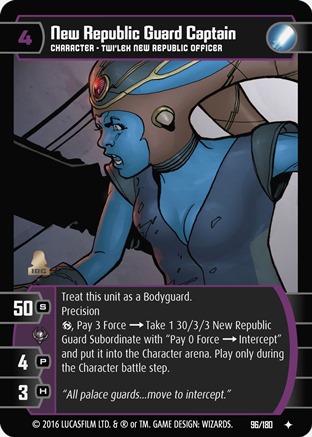 4
New Republic Guard Captain
CHARACTER - TWI'LEK NEW REPUBLIC OFFICER
IDC
50 S
4 P
3 H
Treat this unit as a Bodyguard.
Precision
, Pay 3 Force → Take 1 30/3/3 New Republic
Guard Subordinate with “Pay 0 Force → Intercept”
and put it into the Character arena. Play only during
the Character battle step.
“All palace guards...move to intercept.”
© 2016 LUCASFILM LTD. & ® or TM. GAME DESIGN: WIZARDS.
96/180